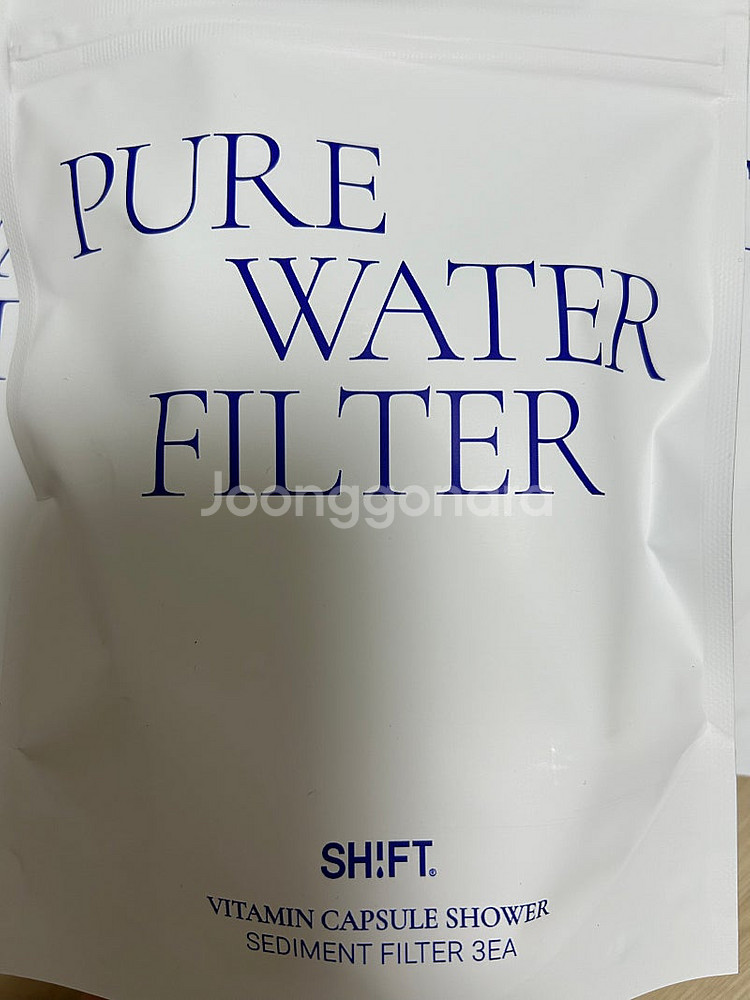 PURE
WATER
FILTER
Joonggonara
SH!FT®
VITAMIN CAPSULE SHOWER
SEDIMENT FILTER 3EA